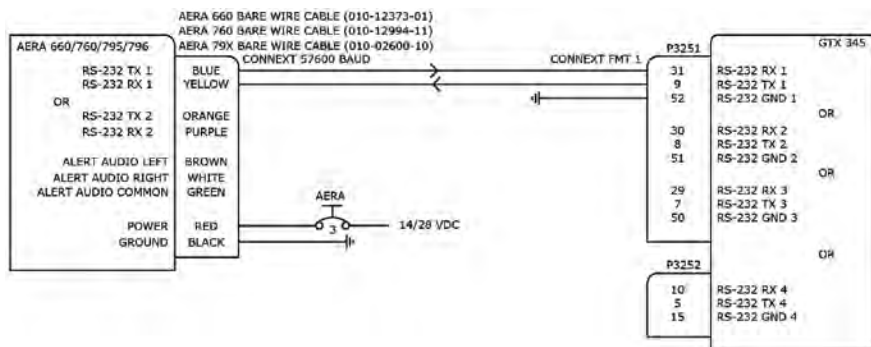 AERA 660 BARE WIRE CABLE (010-12373-01)
AERA 760 BARE WIRE CABLE (010-12994-11)
AERA 79X BARE WIRE CABLE (010-02600-10)
AERA 660/760/795/796
CONNEXT 57600 BAUD
CONNEXT FMT 1
P3251
GTX 345
RS-232 TX 1 BLUE 31 RS-232 RX 1
RS-232 RX 1 YELLOW 9 TS-232 TX 1
52 RS-232 GND 1
OR
OR
RS-232 TX 2 ORANGE
RS-232 RX 2 PURPLE
30 RS-232 RX 2
8 RS-232 TX 2
51 RS-232 GND 2
ALERT AUDIO LEFT BROWN
ALERT AUDIO RIGHT WHITE
ALERT AUDIO COMMON GREEN
OR
29 RS-232 RX 3
7 RS-232 TX 3
50 RS-232 GND 3
AERA
POWER RED 3 14/28 VDC
GROUND BLACK
OR
P3252
10 RS-232 RX 4
5 RS-232 TX 4
15 RS-232 GND 4